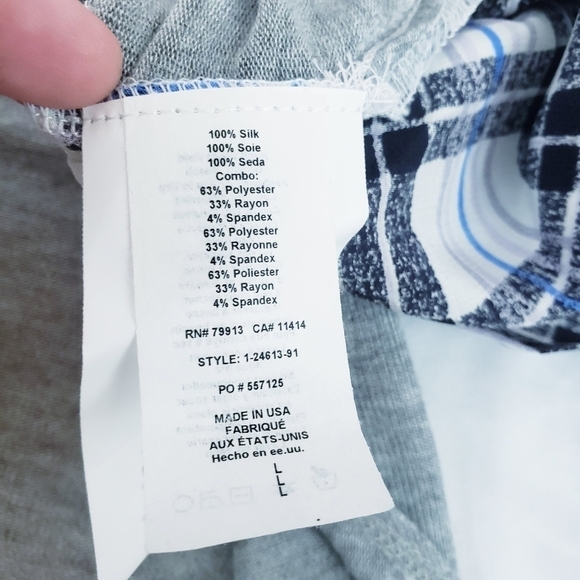 100% Silk
100% Soie
100% Seda
Combo:
63% Polyester
33% Rayon
4% Spandex
63% Polyester
33% Rayonne
4% Spandex
63% Poliester
33% Rayon
4% Spandex
RN# 79913 CA# 11414
STYLE: 1-24613-91
PO # 557125
MADE IN USA
FABRIQUÉ
AUX ÉTATS-UNIS
Hecho en ee.uu.
L
L
L